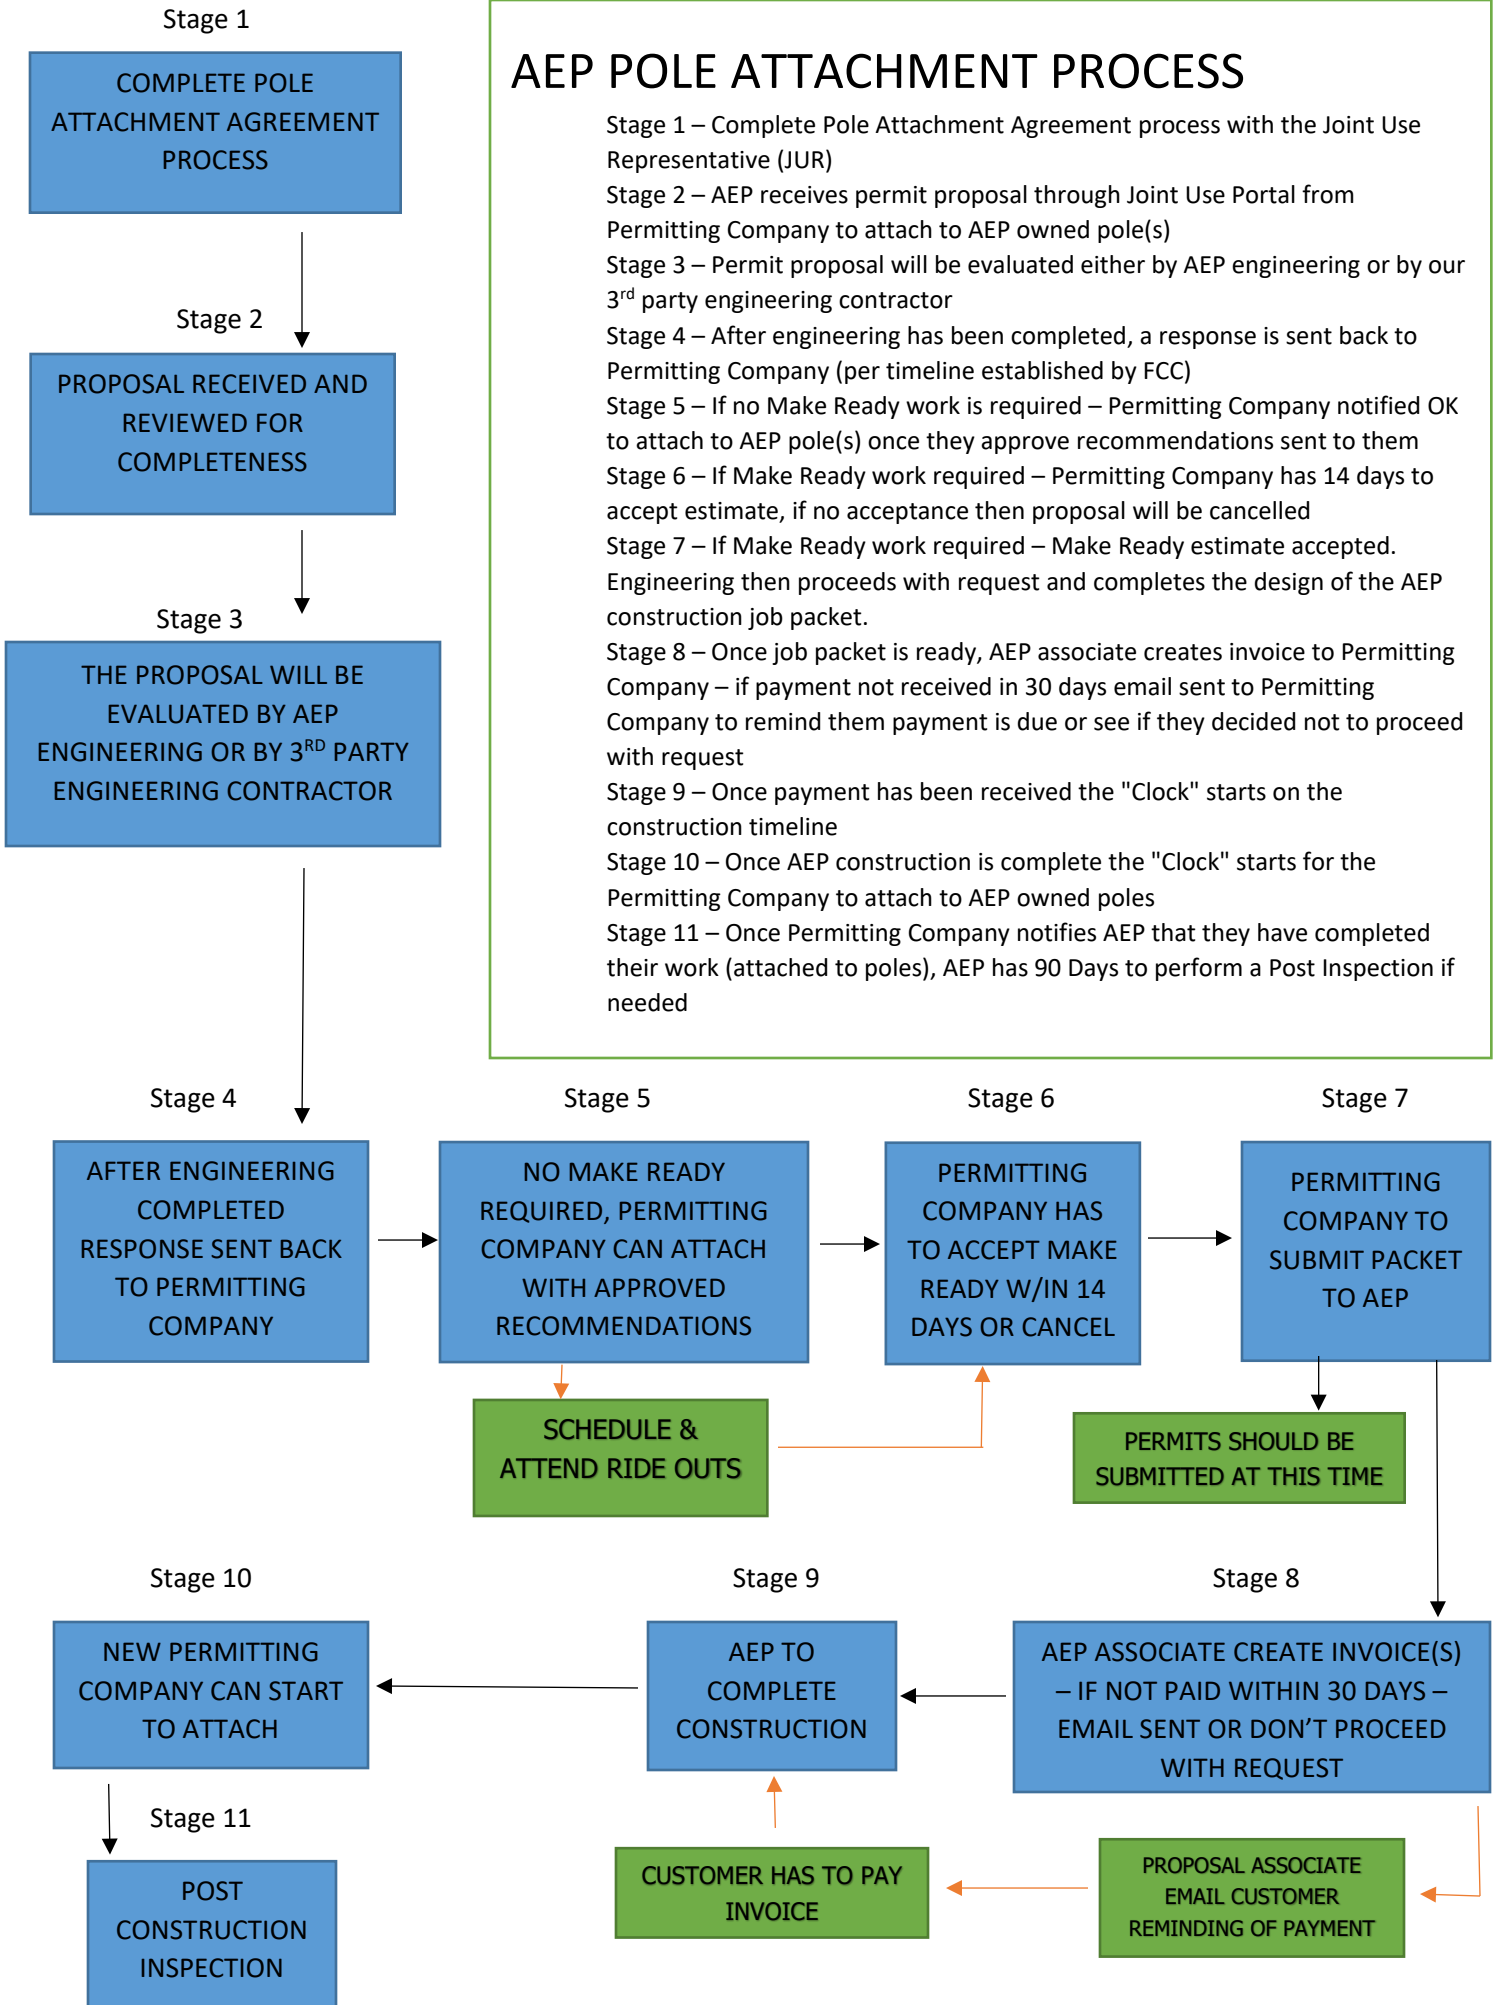 Stage 1
COMPLETE POLE
ATTACHMENT AGREEMENT
PROCESS
AEP POLE ATTACHMENT PROCESS
Stage 1 – Complete Pole Attachment Agreement process with the Joint Use
Representative (JUR)
Stage 2 – AEP receives permit proposal through Joint Use Portal from
Permitting Company to attach to AEP owned pole(s)
Stage 3 – Permit proposal will be evaluated either by AEP engineering or by our
3rd party engineering contractor
Stage 4 – After engineering has been completed, a response is sent back to
Permitting Company (per timeline established by FCC)
Stage 5 – If no Make Ready work is required – Permitting Company notified OK
to attach to AEP pole(s) once they approve recommendations sent to them
Stage 6 – If Make Ready work required – Permitting Company has 14 days to
accept estimate, if no acceptance then proposal will be cancelled
Stage 7 – If Make Ready work required – Make Ready estimate accepted.
Engineering then proceeds with request and completes the design of the AEP
construction job packet.
Stage 8 – Once job packet is ready, AEP associate creates invoice to Permitting
Company – if payment not received in 30 days email sent to Permitting
Company to remind them payment is due or see if they decided not to proceed
with request
Stage 9 – Once payment has been received the "Clock" starts on the
construction timeline
Stage 10 – Once AEP construction is complete the "Clock" starts for the
Permitting Company to attach to AEP owned poles
Stage 11 – Once Permitting Company notifies AEP that they have completed
their work (attached to poles), AEP has 90 Days to perform a Post Inspection if
needed
Stage 2
PROPOSAL RECEIVED AND
REVIEWED FOR
COMPLETENESS
Stage 3
THE PROPOSAL WILL BE
EVALUATED BY AEP
ENGINEERING OR BY 3RD PARTY
ENGINEERING CONTRACTOR
Stage 4
AFTER ENGINEERING
COMPLETED
RESPONSE SENT BACK
TO PERMITTING
COMPANY
Stage 5
NO MAKE READY
REQUIRED, PERMITTING
COMPANY CAN ATTACH
WITH APPROVED
RECOMMENDATIONS
SCHEDULE &
ATTEND RIDE OUTS
Stage 6
PERMITTING
COMPANY HAS
TO ACCEPT MAKE
READY W/IN 14
DAYS OR CANCEL
Stage 7
PERMITTING
COMPANY TO
SUBMIT PACKET
TO AEP
PERMITS SHOULD BE
SUBMITTED AT THIS TIME
Stage 8
AEP ASSOCIATE CREATE INVOICE(S)
– IF NOT PAID WITHIN 30 DAYS –
EMAIL SENT OR DON’T PROCEED
WITH REQUEST
PROPOSAL ASSOCIATE
EMAIL CUSTOMER
REMINDING OF PAYMENT
Stage 9
AEP TO
COMPLETE
CONSTRUCTION
CUSTOMER HAS TO PAY
INVOICE
Stage 10
NEW PERMITTING
COMPANY CAN START
TO ATTACH
Stage 11
POST
CONSTRUCTION
INSPECTION